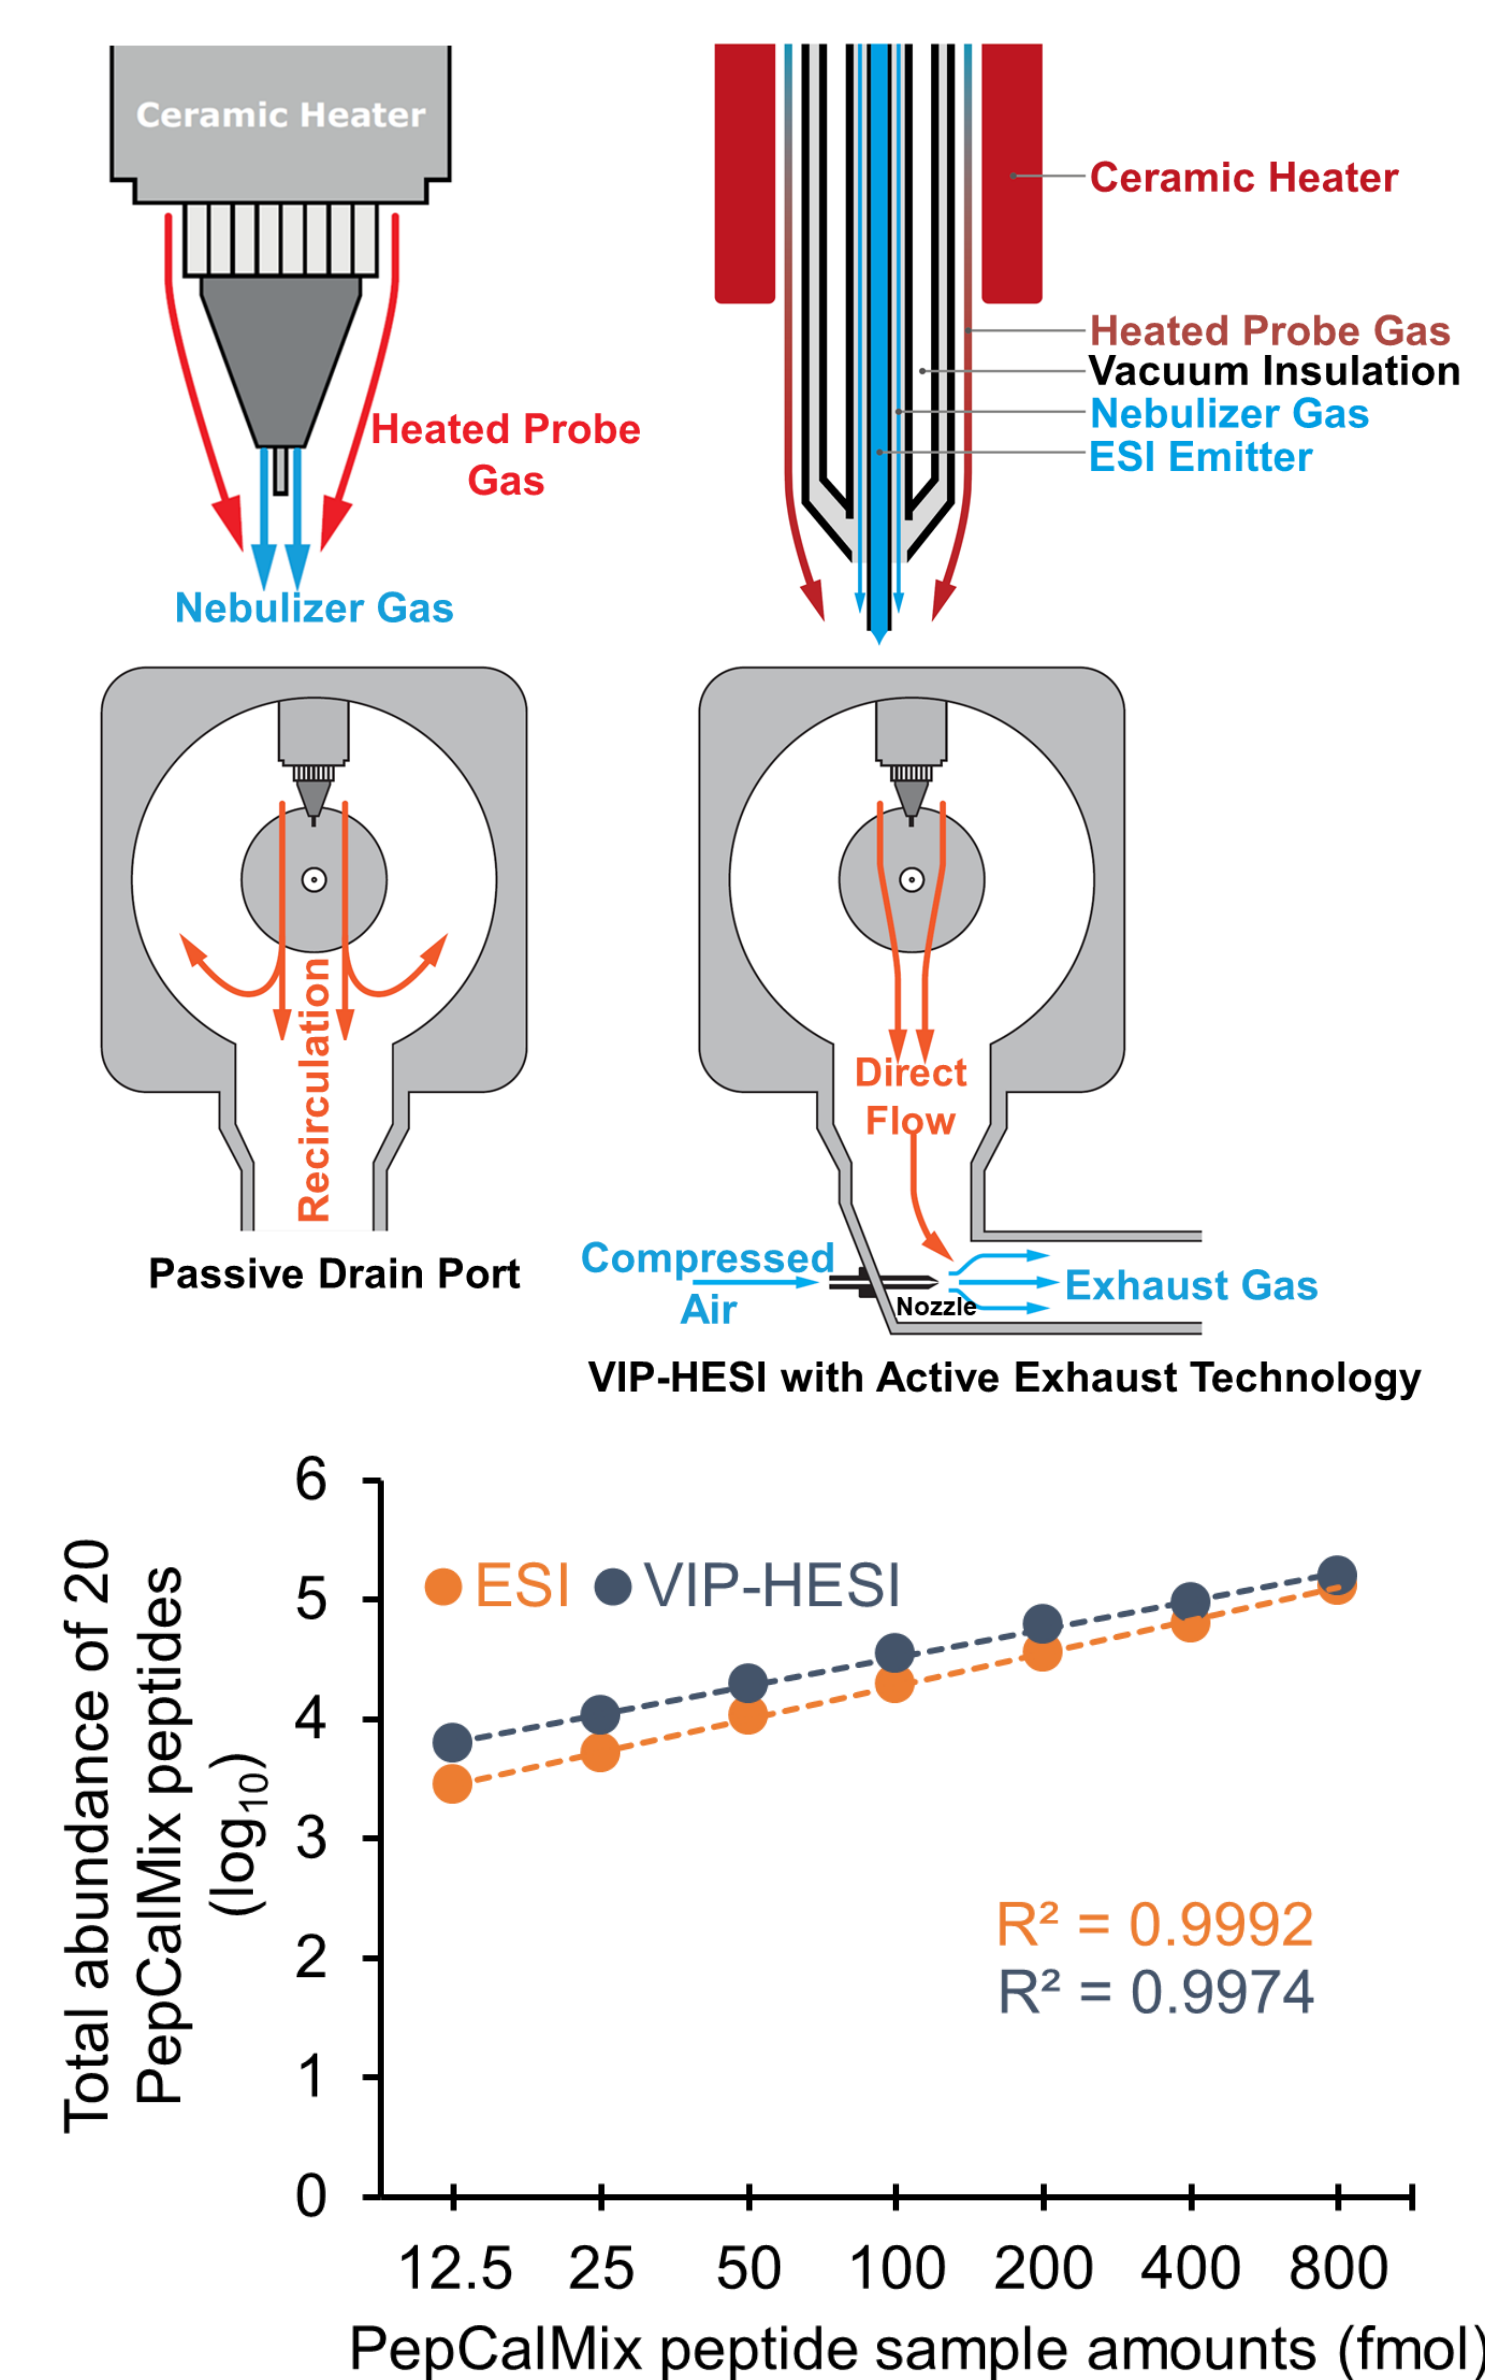 Ceramic Heater
Heated Probe
Gas
Nebulizer Gas
Ceramic Heater
Heated Probe Gas
Vacuum Insulation
Nebulizer Gas
ESI Emitter
Recirculation
Passive Drain Port
Direct
Flow
Compressed
Air
Nozzle
Exhaust Gas
VIP-HESI with Active Exhaust Technology
Total abundance of 20
PepCalMix peptides
(log₁₀)
6
5
4
3
2
1
0
ESI VIP-HESI
R² = 0.9992
R² = 0.9974
12.5 25 50 100 200 400 800
PepCalMix peptide sample amounts (fmol)